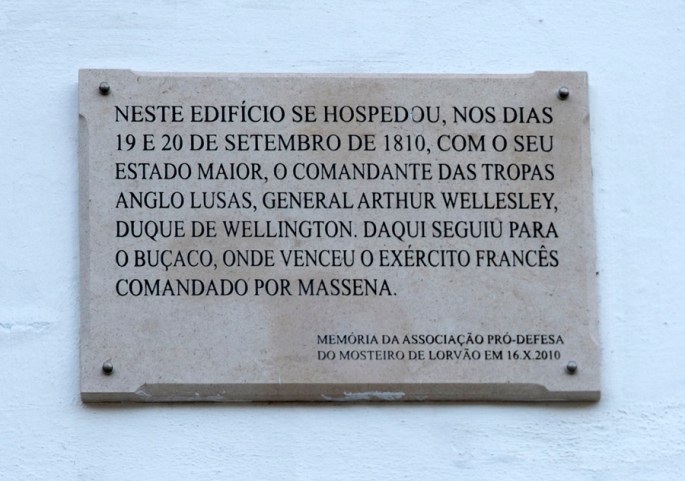 NESTE EDIFÍCIO SE HOSPEDOU, NOS DIAS
19 E 20 DE SETEMBRO DE 1810, COM O SEU
ESTADO MAIOR, O COMANDANTE DAS TROPAS
ANGLO LUSAS, GENERAL ARTHUR WELLESLEY,
DUQUE DE WELLINGTON. DAQUI SEGUIU PARA
O BUÇACO, ONDE VENCEU O EXÉRCITO FRANCÊS
COMANDADO POR MASSENA.
MEMÓRIA DA ASSOCIAÇÃO PRÓ-DEFESA
DO MOSTEIRO DE LORVÃO EM 16.X.2010